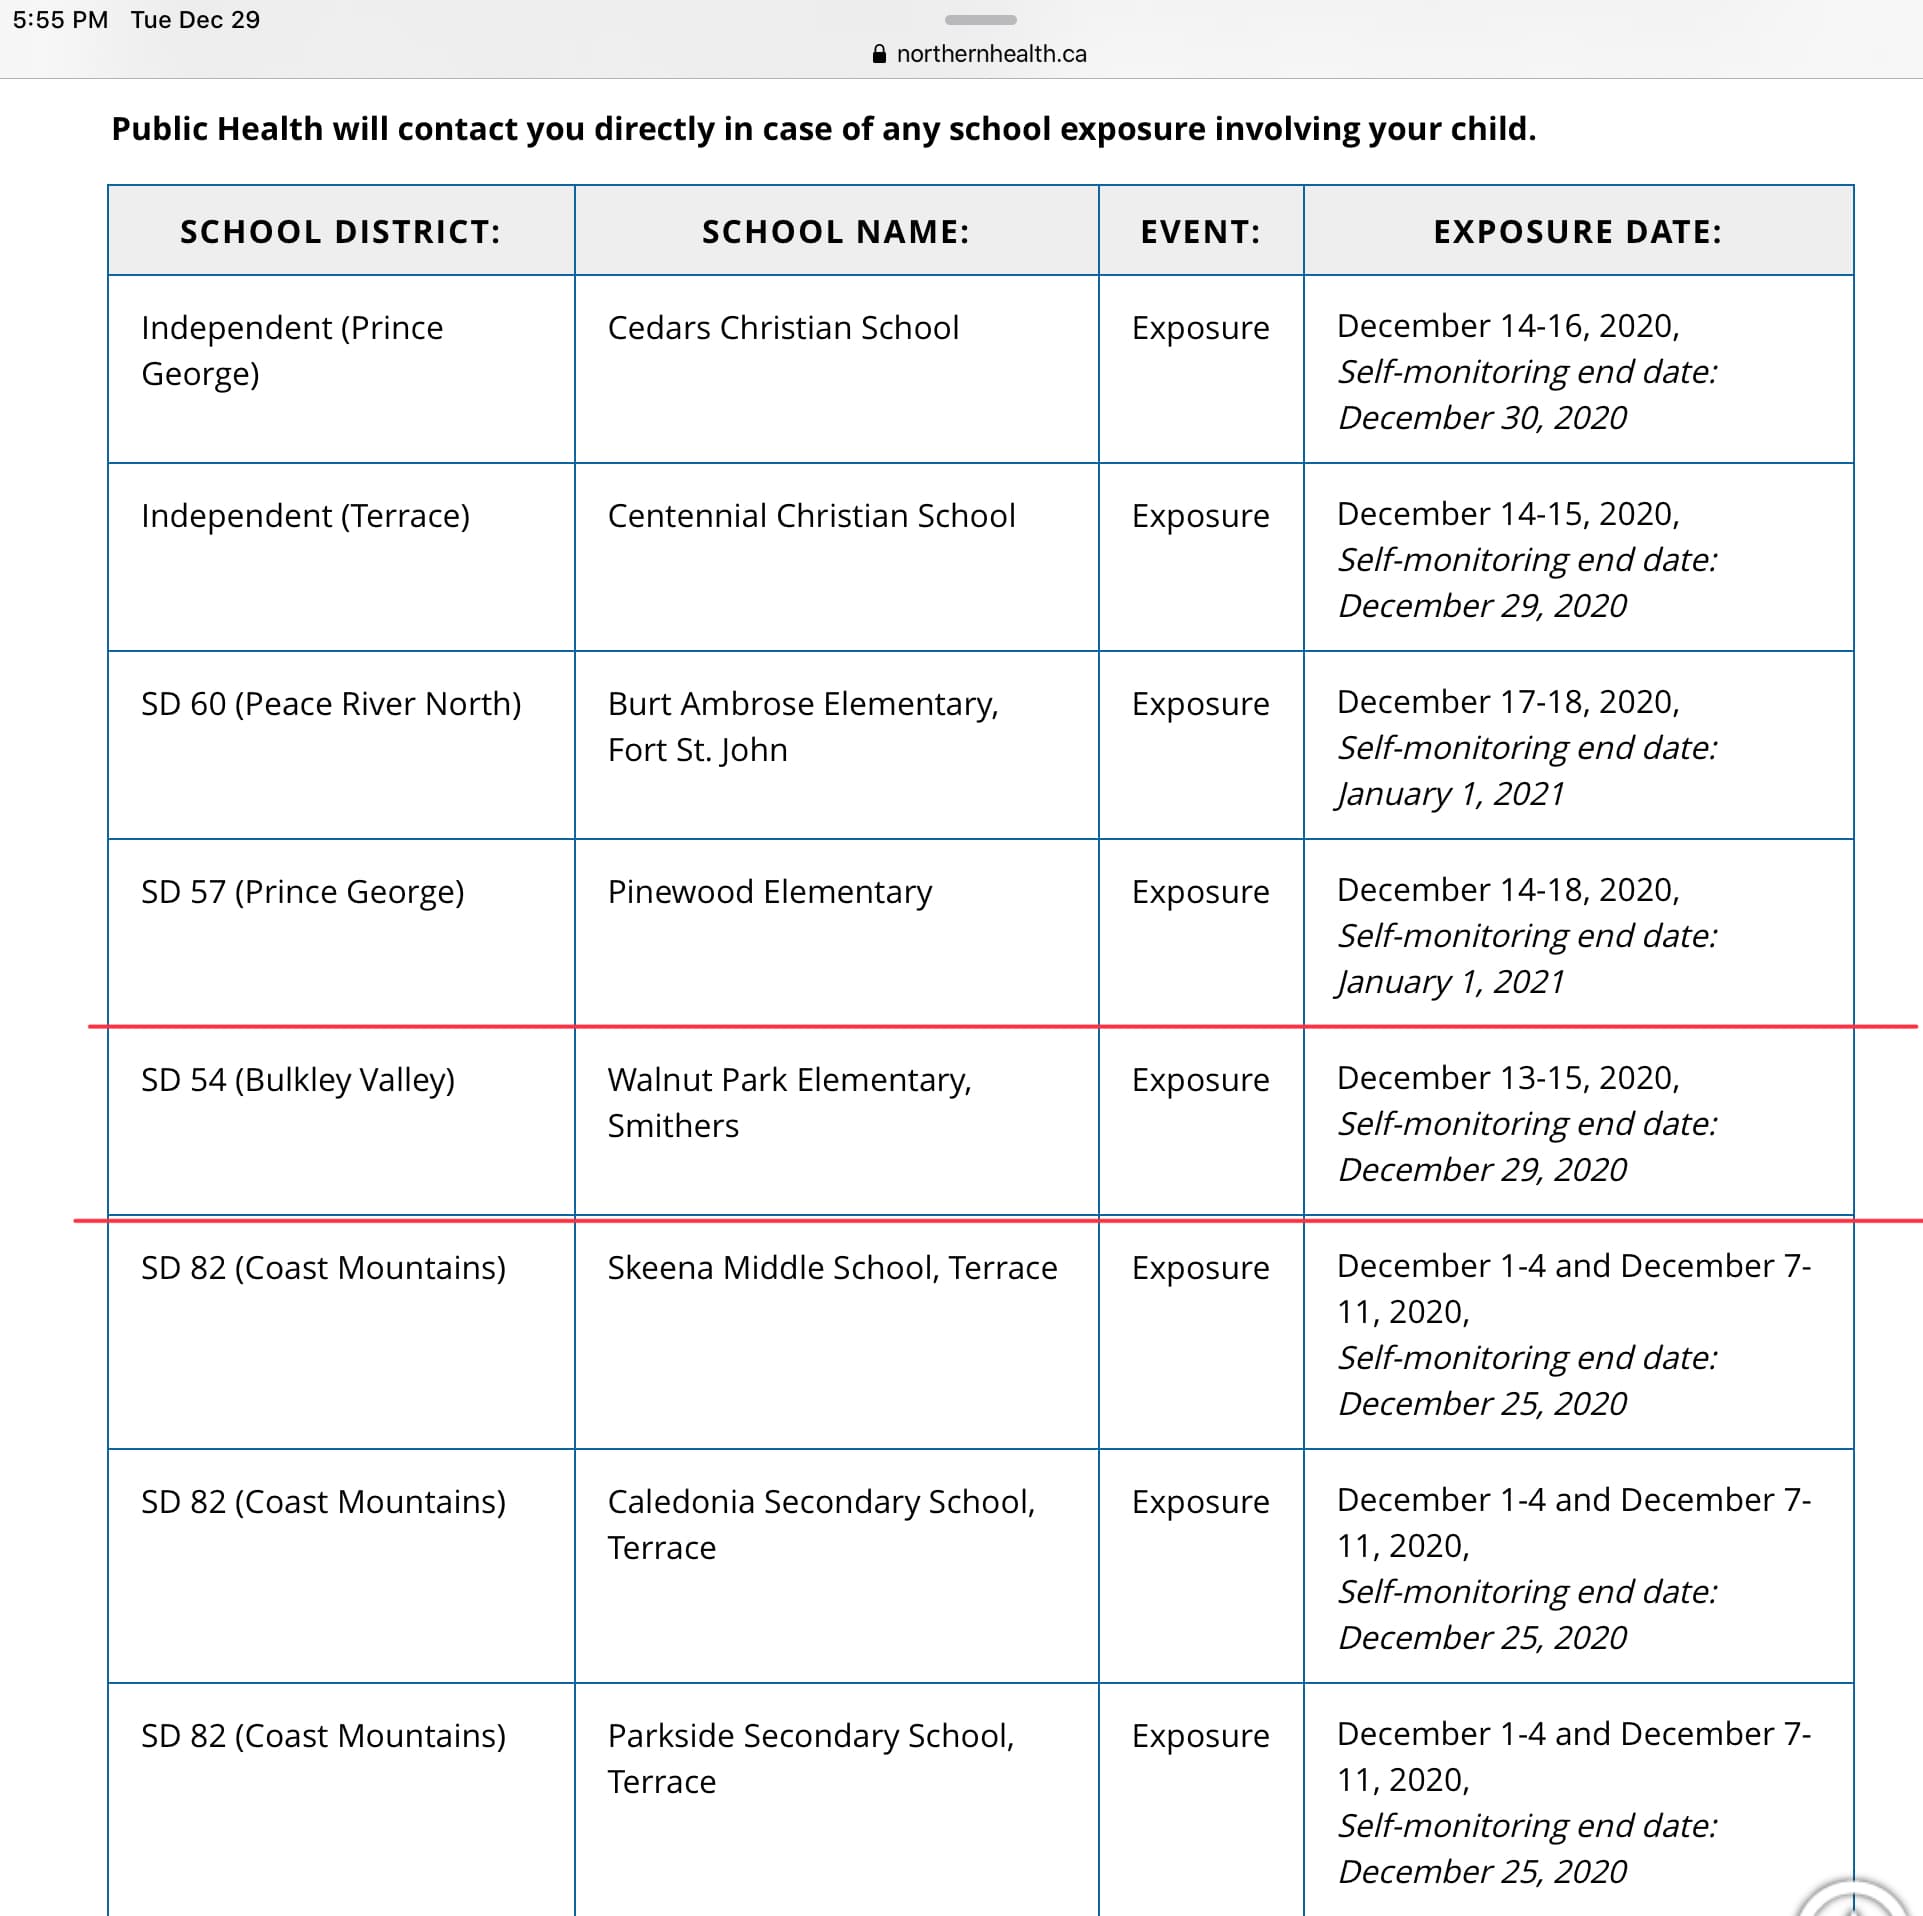 5:55 PM Tue Dec 29
northernhealth.ca
Public Health will contact you directly in case of any school exposure involving your child.
SCHOOL DISTRICT: SCHOOL NAME: EVENT: EXPOSURE DATE:
Independent (Prince
George)
Cedars Christian School
Exposure
December 14-16, 2020,
Self-monitoring end date:
December 30, 2020
Independent (Terrace)
Centennial Christian School
Exposure
December 14-15, 2020,
Self-monitoring end date:
December 29, 2020
SD 60 (Peace River North)
Burt Ambrose Elementary,
Fort St. John
Exposure
December 17-18, 2020,
Self-monitoring end date:
January 1, 2021
SD 57 (Prince George)
Pinewood Elementary
Exposure
December 14-18, 2020,
Self-monitoring end date:
January 1, 2021
SD 54 (Bulkley Valley)
Walnut Park Elementary,
Smithers
Exposure
December 13-15, 2020,
Self-monitoring end date:
December 29, 2020
SD 82 (Coast Mountains)
Skeena Middle School, Terrace
Exposure
December 1-4 and December 7-
11, 2020,
Self-monitoring end date:
December 25, 2020
SD 82 (Coast Mountains)
Caledonia Secondary School,
Terrace
Exposure
December 1-4 and December 7-
11, 2020,
Self-monitoring end date:
December 25, 2020
SD 82 (Coast Mountains)
Parkside Secondary School,
Terrace
Exposure
December 1-4 and December 7-
11, 2020,
Self-monitoring end date:
December 25, 2020